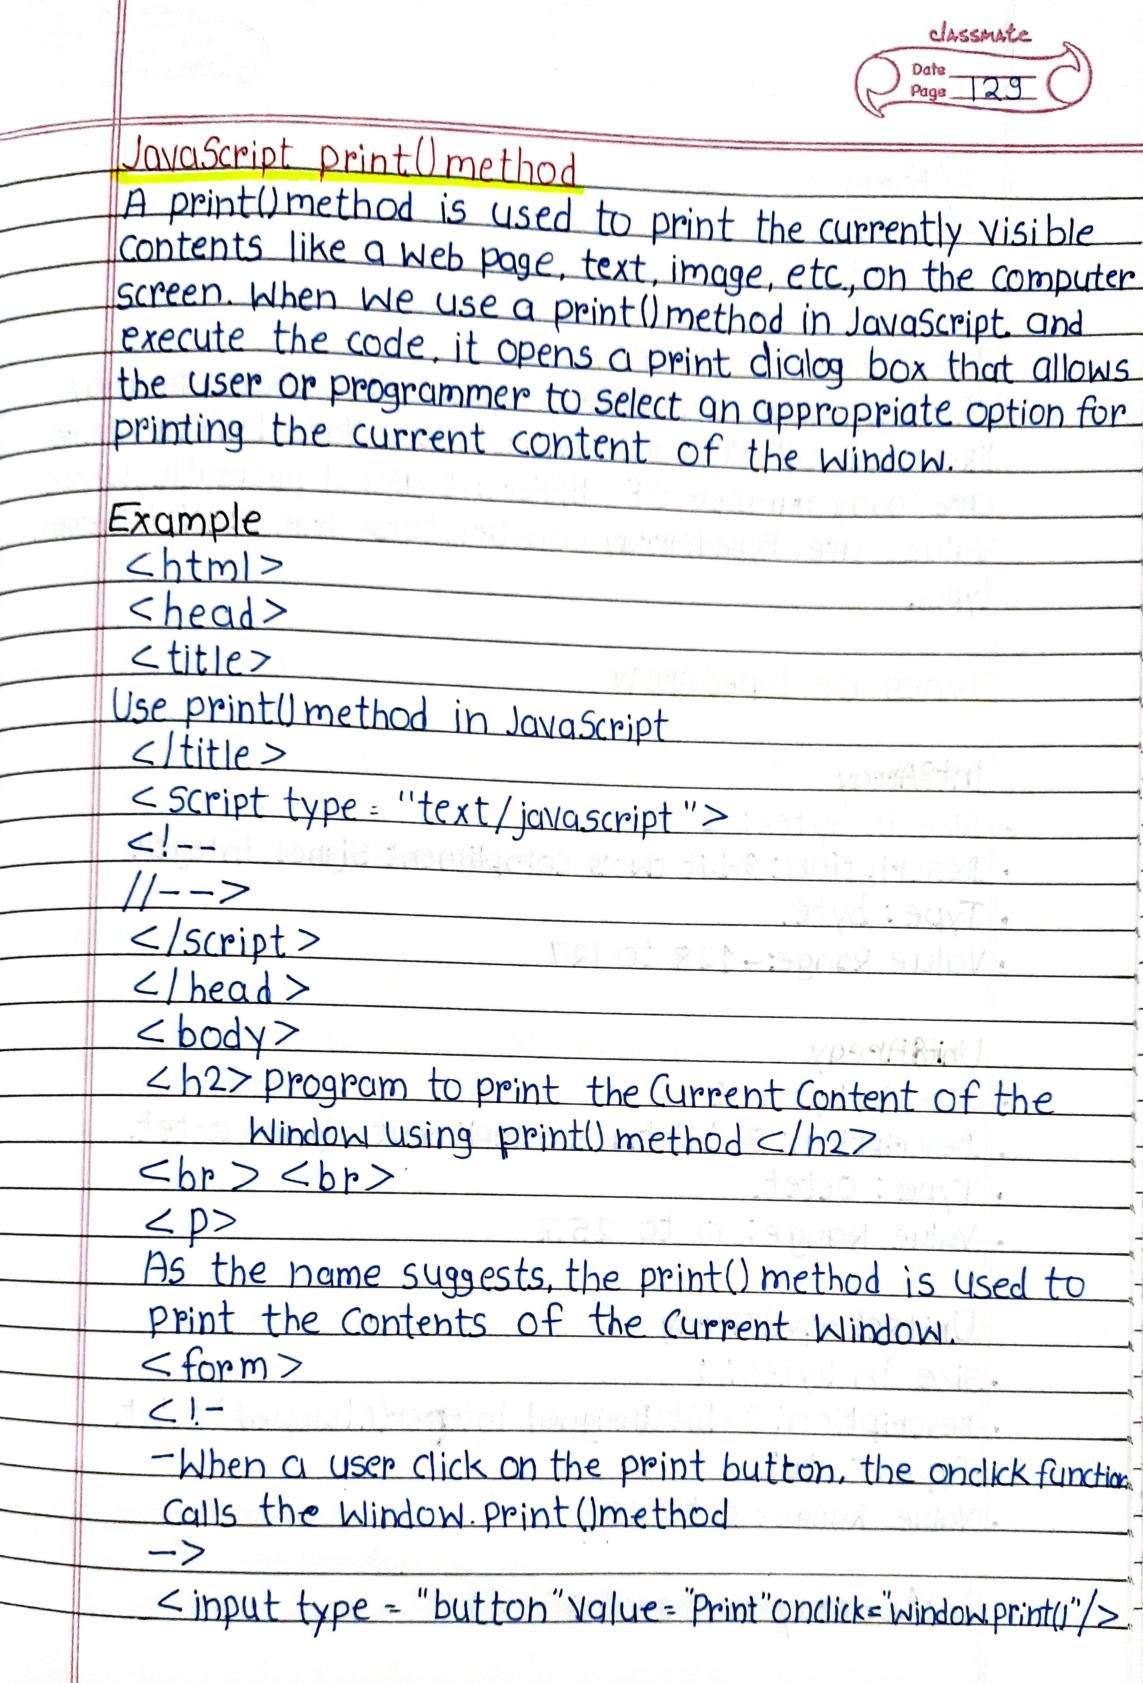 classmate
Date
Page 129
JavaScript print() method
A print() method is used to print the currently visible
contents like a web page, text, image, etc., on the computer
screen. When we use a print() method in JavaScript and
execute the code, it opens a print dialog box that allows
the user or programmer to select an appropriate option for
printing the current content of the window.
Example
<html>
<head>
<title>
Use print() method in JavaScript
</title>
<script type = "text/javascript">
<!--
//-->
</script>
</head>
<body>
<h2> program to print the Current Content of the
Window using print() method </h2>
<br> <br>
<p>
As the name suggests, the print() method is used to
print the contents of the current window.
<form>
<!-
-When a user click on the print button, the onclick function
calls the window.print() method
->
<input type = "button" value = "Print" onclick="window.print()"/>